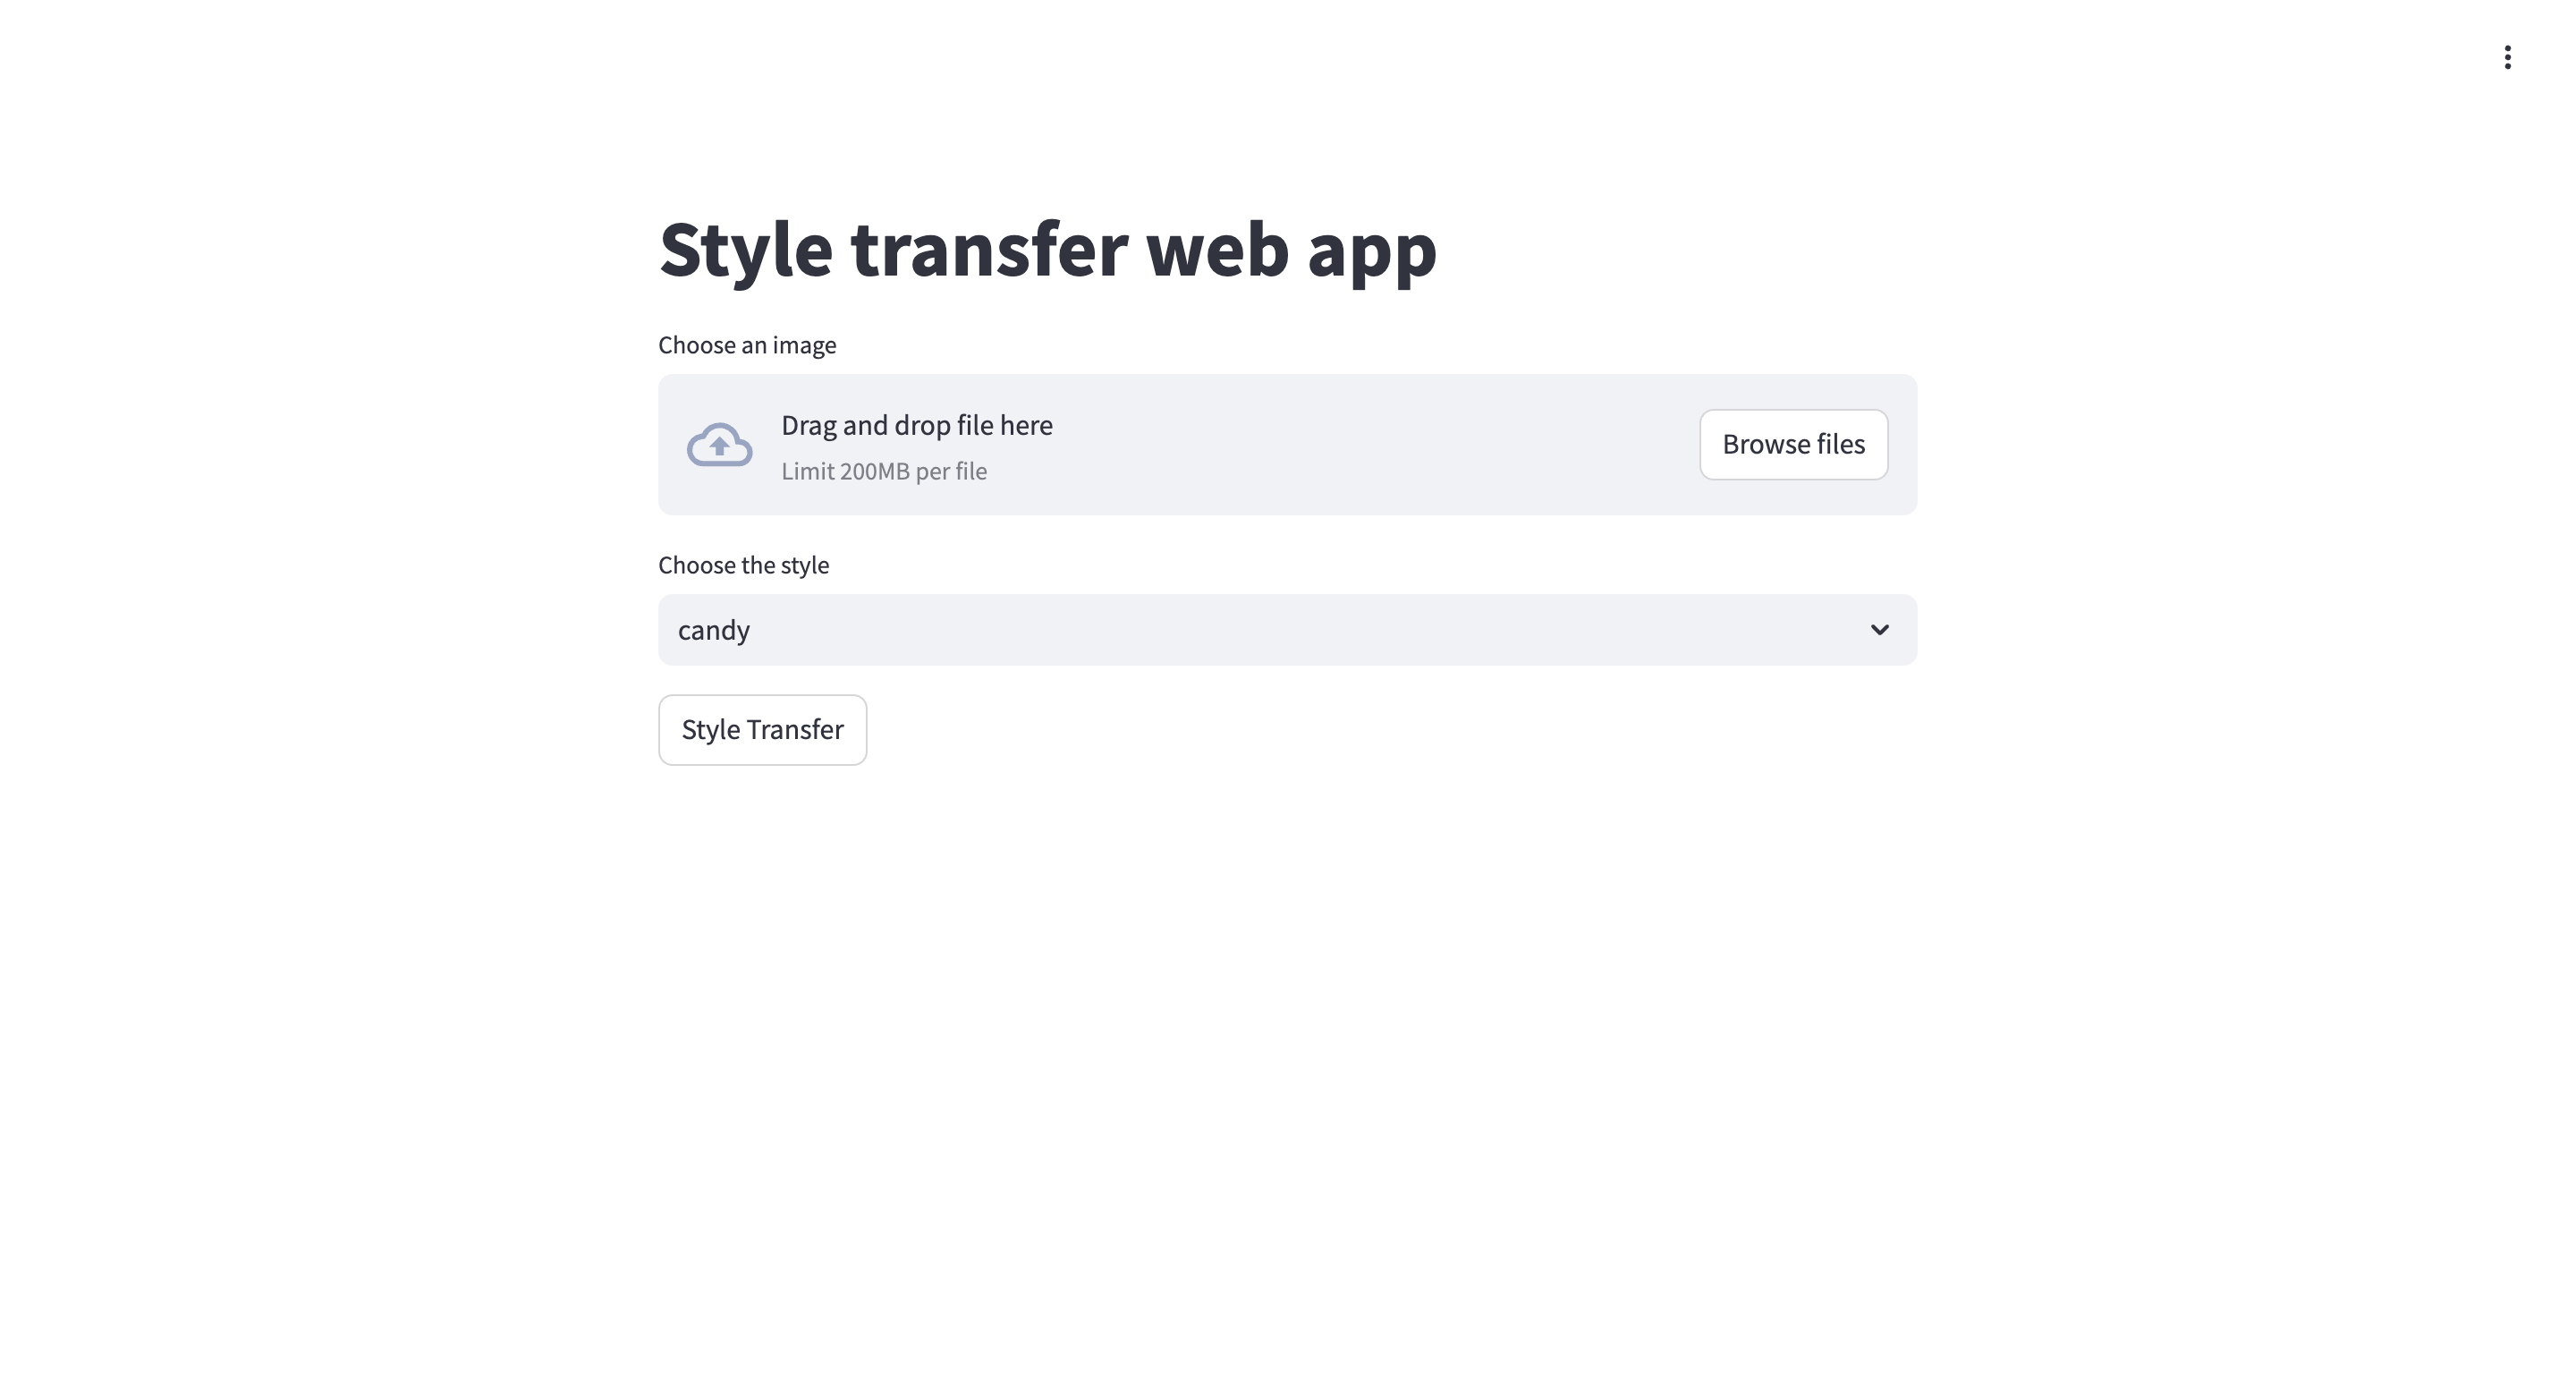 Style transfer web app
Choose an image
Drag and drop file here
Limit 200MB per file
Browse files
Choose the style
candy
Style Transfer